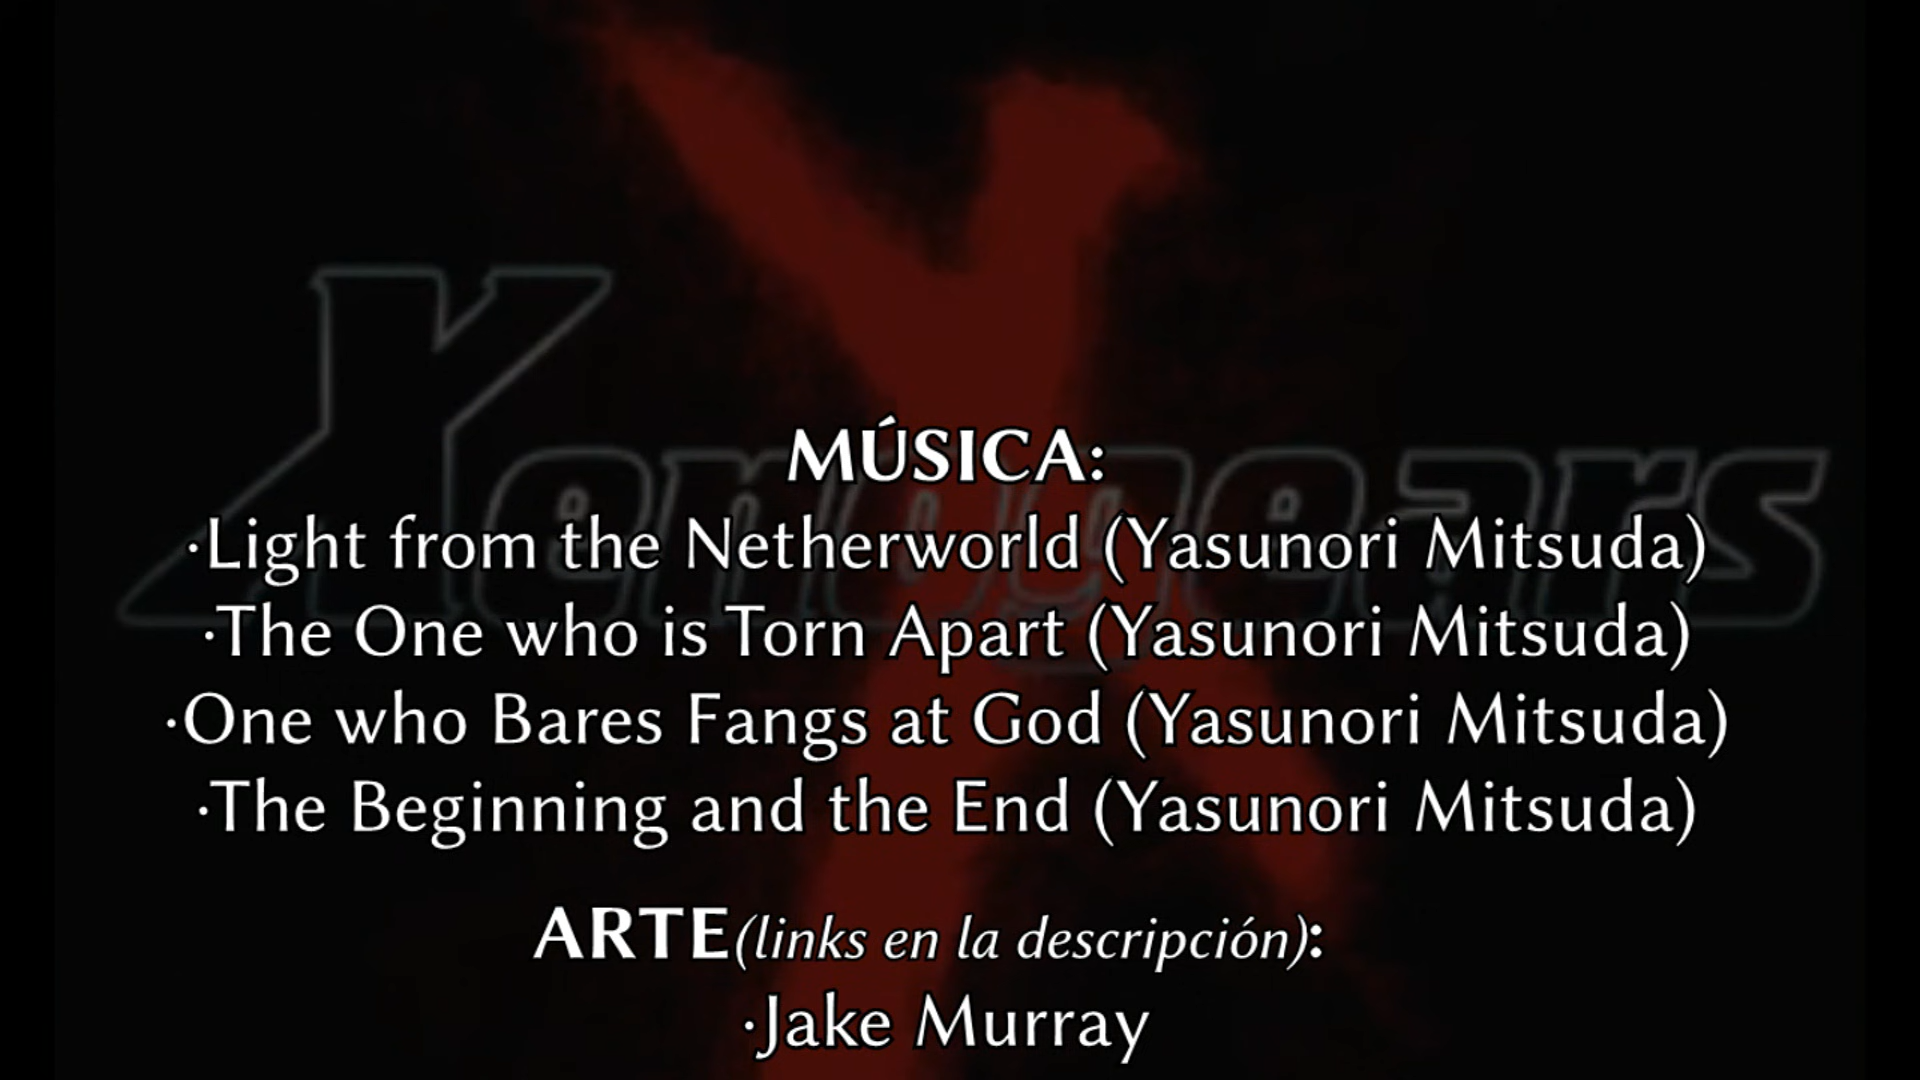 Xenogears
MÚSICA:
·Light from the Netherworld (Yasunori Mitsuda)
·The One who is Torn Apart (Yasunori Mitsuda)
·One who Bares Fangs at God (Yasunori Mitsuda)
·The Beginning and the End (Yasunori Mitsuda)
ARTE(links en la descripción):
·Jake Murray